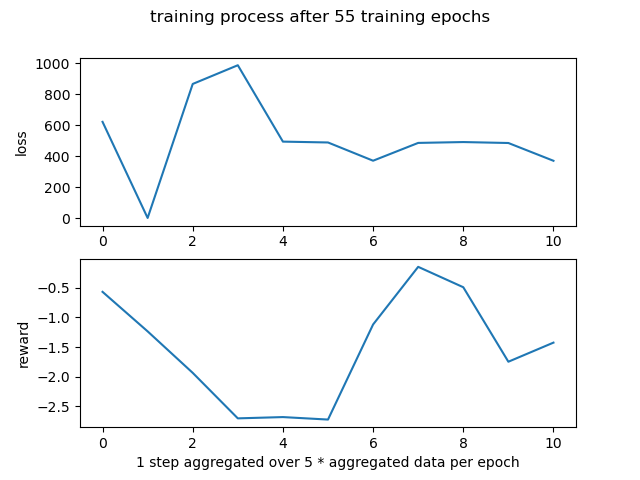 training process after 55 training epochs
1000
800
600
400
200
0
loss
0 2 4 6 8 10
−0.5
−1.0
−1.5
−2.0
−2.5
reward
0 2 4 6 8 10
1 step aggregated over 5 * aggregated data per epoch